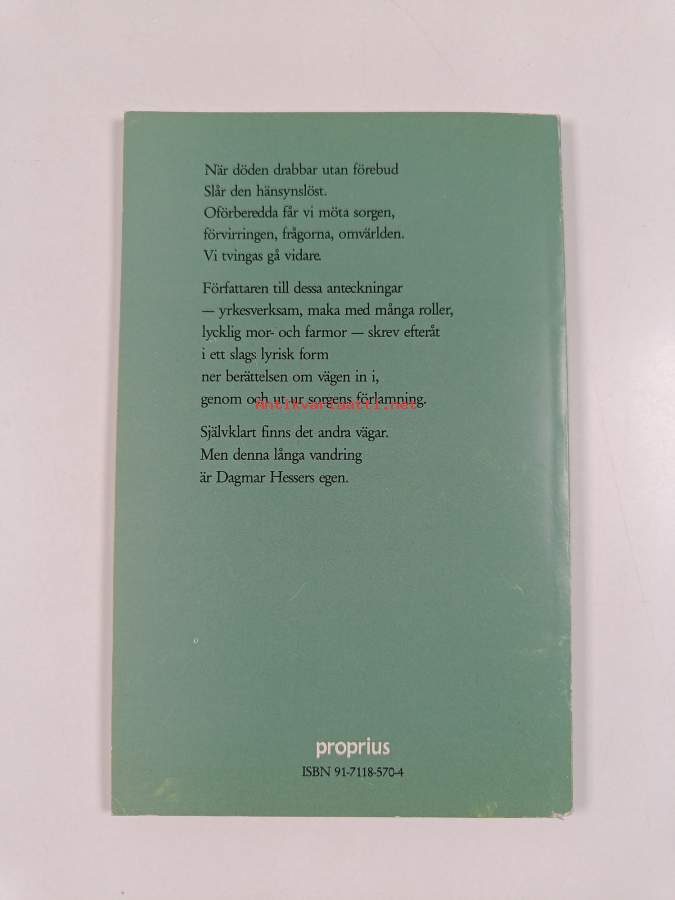 När döden drabbar utan förebud
Slår den hänsynslöst.
Oförberedda får vi möta sorgen,
förvirringen, frågorna, omvärlden.
Vi tvingas gå vidare.
Författaren till dessa anteckningar
— yrkesverksam, maka med många roller,
lycklig mor- och farmor — skrev efteråt
i ett slags lyrisk form
ner berättelsen om vägen in i,
genom och ut ur sorgens förlamning.
Antikvariaatti.net
Självklart finns det andra vägar.
Men denna långa vandring
är Dagmar Hessers egen.
proprius
ISBN 91-7118-570-4